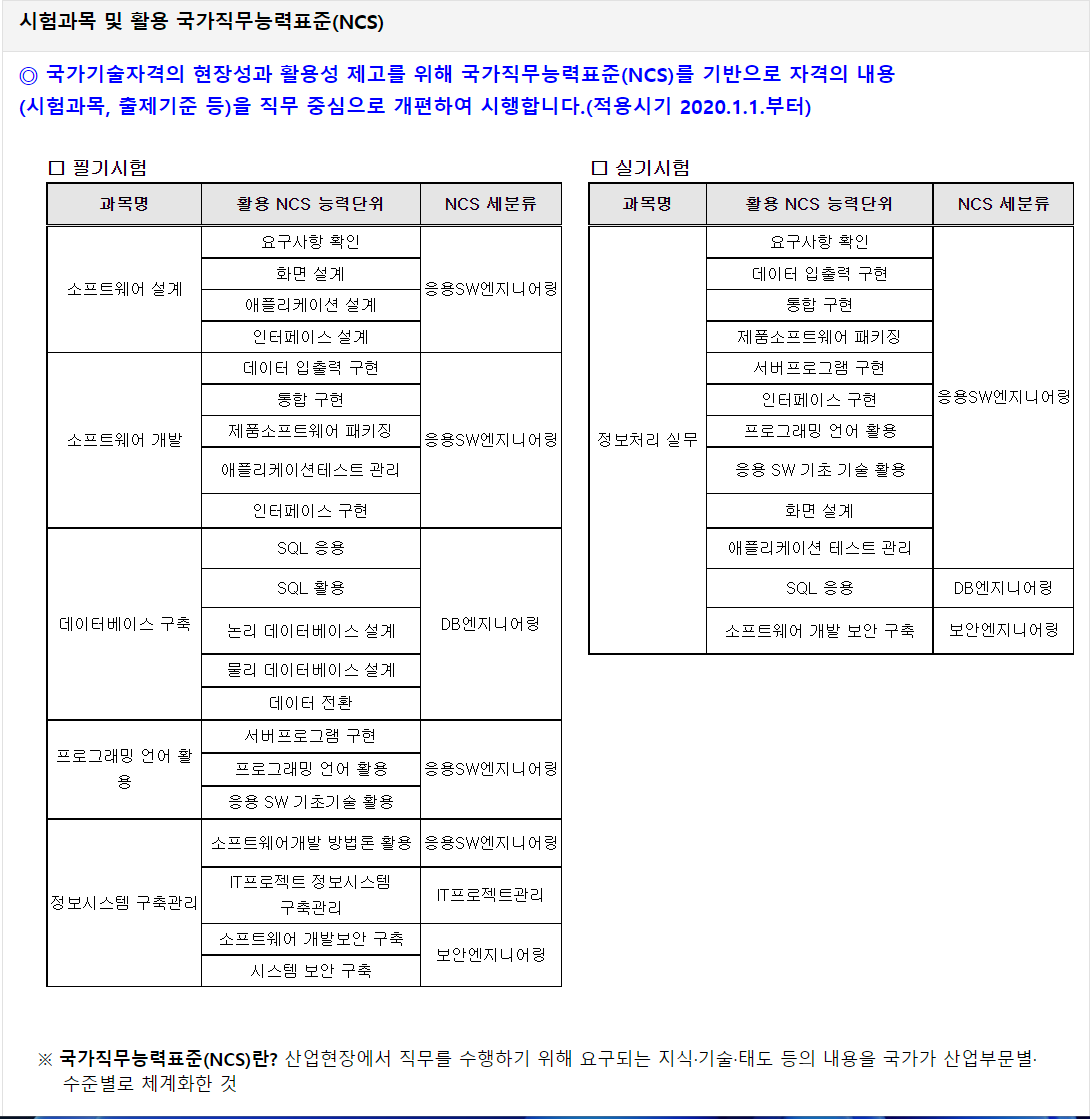 시험과목 및 활용 국가직무능력표준(NCS)
◎ 국가기술자격의 현장성과 활용성 제고를 위해 국가직무능력표준(NCS)를 기반으로 자격의 내용
(시험과목, 출제기준 등)을 직무 중심으로 개편하여 시행합니다.(적용시기 2020.1.1.부터)
□ 필기시험
과목명 활용 NCS 능력단위 NCS 세분류
소프트웨어 설계
요구사항 확인
화면 설계
애플리케이션 설계
인터페이스 설계
응용SW엔지니어링
소프트웨어 개발
데이터 입출력 구현
통합 구현
제품소프트웨어 패키징
애플리케이션테스트 관리
인터페이스 구현
응용SW엔지니어링
데이터베이스 구축
SQL 응용
SQL 활용
논리 데이터베이스 설계
물리 데이터베이스 설계
데이터 전환
DB엔지니어링
프로그래밍 언어 활
용
서버프로그램 구현
프로그래밍 언어 활용
응용 SW 기초기술 활용
응용SW엔지니어링
정보시스템 구축관리
소프트웨어개발 방법론 활용
응용SW엔지니어링
IT프로젝트 정보시스템
구축관리
IT프로젝트관리
소프트웨어 개발보안 구축
시스템 보안 구축
보안엔지니어링
□ 실기시험
과목명 활용 NCS 능력단위 NCS 세분류
정보처리 실무
요구사항 확인
데이터 입출력 구현
통합 구현
제품소프트웨어 패키징
서버프로그램 구현
인터페이스 구현
프로그래밍 언어 활용
응용 SW 기초 기술 활용
화면 설계
애플리케이션 테스트 관리
응용SW엔지니어링
SQL 응용
DB엔지니어링
소프트웨어 개발 보안 구축
보안엔지니어링
※ 국가직무능력표준(NCS)란? 산업현장에서 직무를 수행하기 위해 요구되는 지식·기술·태도 등의 내용을 국가가 산업부문별·
수준별로 체계화한 것